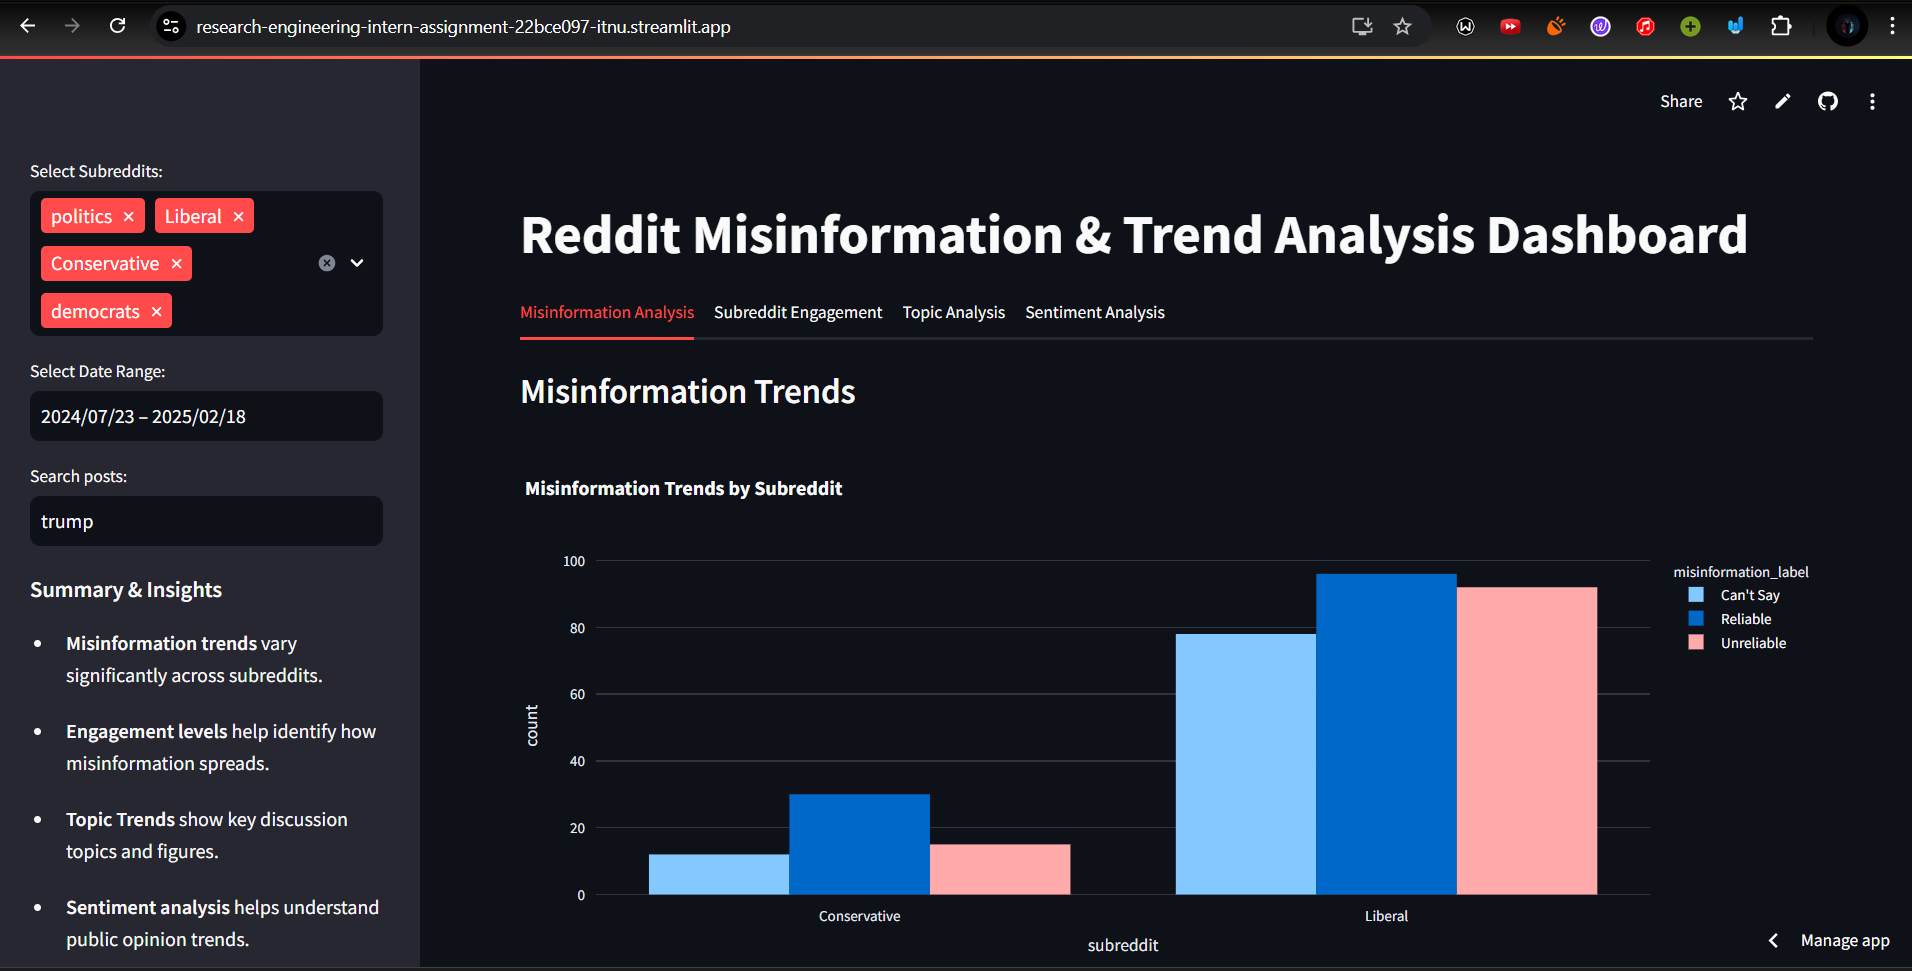 research-engineering-intern-assignment-22bce097-itnu.streamlit.app
Share
Select Subreddits:
politics ×
Liberal ×
Conservative ×
democrats ×
Select Date Range:
2024/07/23 – 2025/02/18
Search posts:
trump
Summary & Insights
• Misinformation trends vary
significantly across subreddits.
• Engagement levels help identify how
misinformation spreads.
• Topic Trends show key discussion
topics and figures.
• Sentiment analysis helps understand
public opinion trends.
Reddit Misinformation & Trend Analysis Dashboard
Misinformation Analysis
Subreddit Engagement
Topic Analysis
Sentiment Analysis
Misinformation Trends
Misinformation Trends by Subreddit
100
80
60
40
20
0
count
Conservative
Liberal
subreddit
misinformation_label
Can't Say
Reliable
Unreliable
Manage app